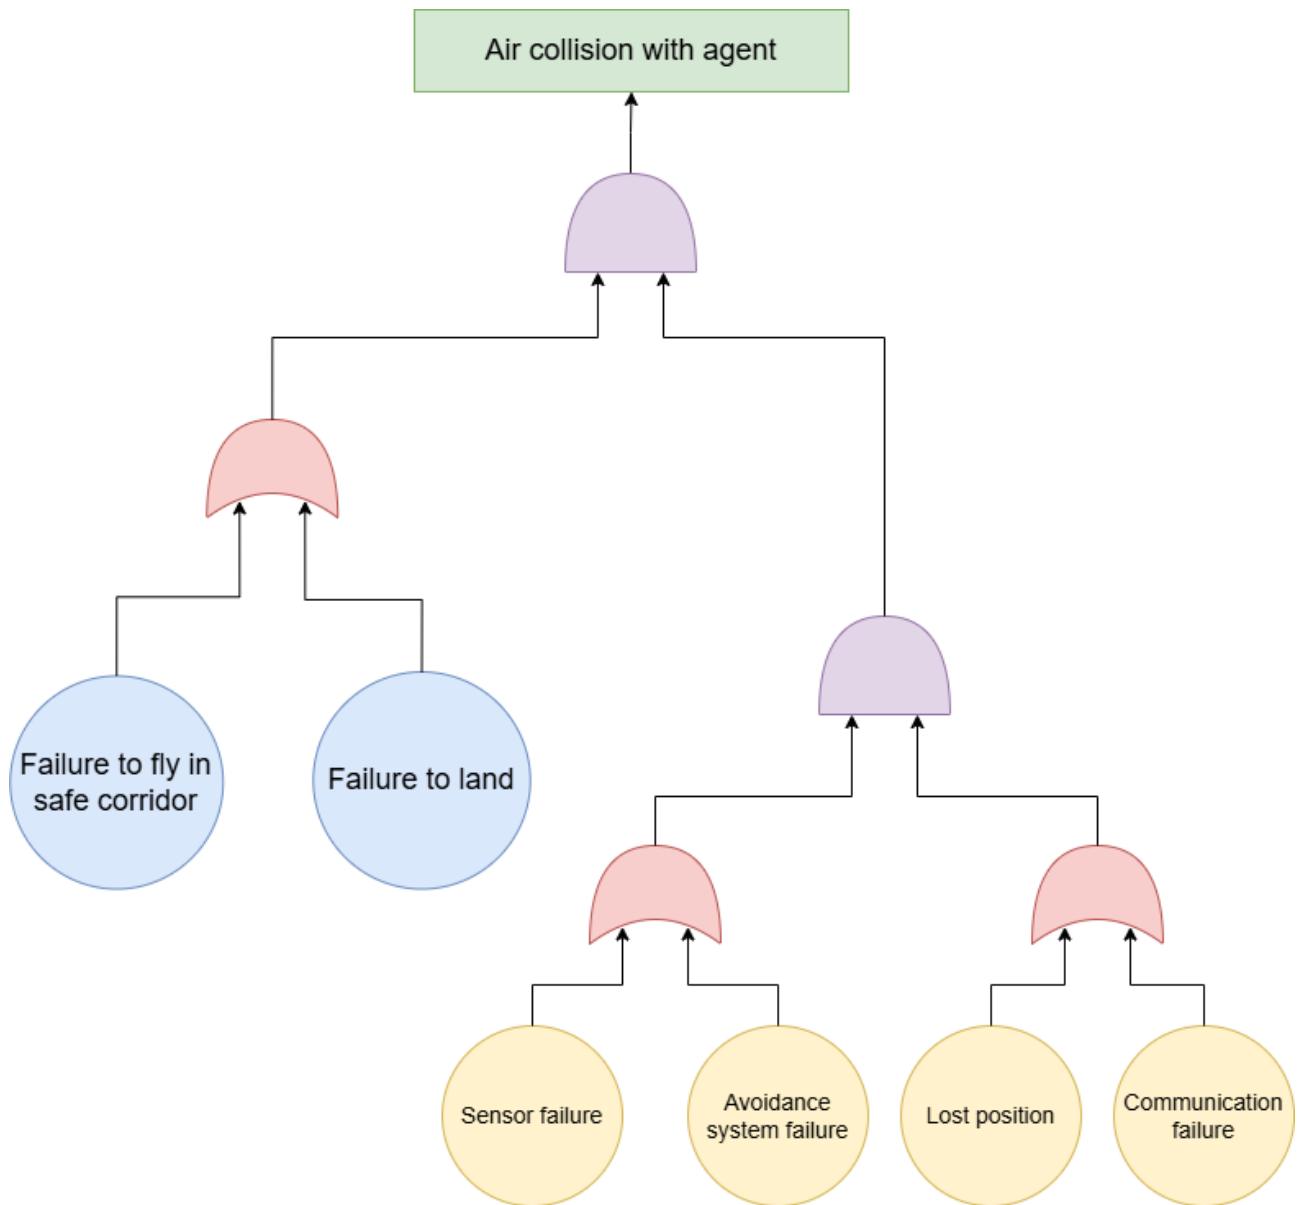 Air collision with agent
Failure to fly in
safe corridor
Failure to land
Sensor failure
Avoidance
system failure
Lost position
Communication
failure